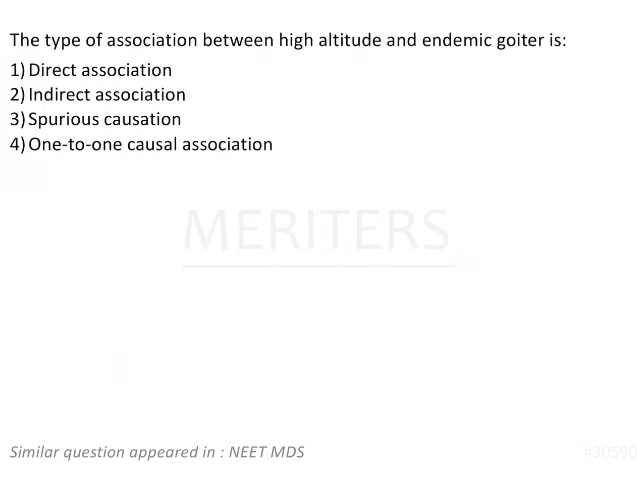 The type of association between high altitude and endemic goiter is:
1) Direct association
2) Indirect association
3) Spurious causation
4) One-to-one causal association
MERITERS
Similar question appeared in : NEET MDS
#30590